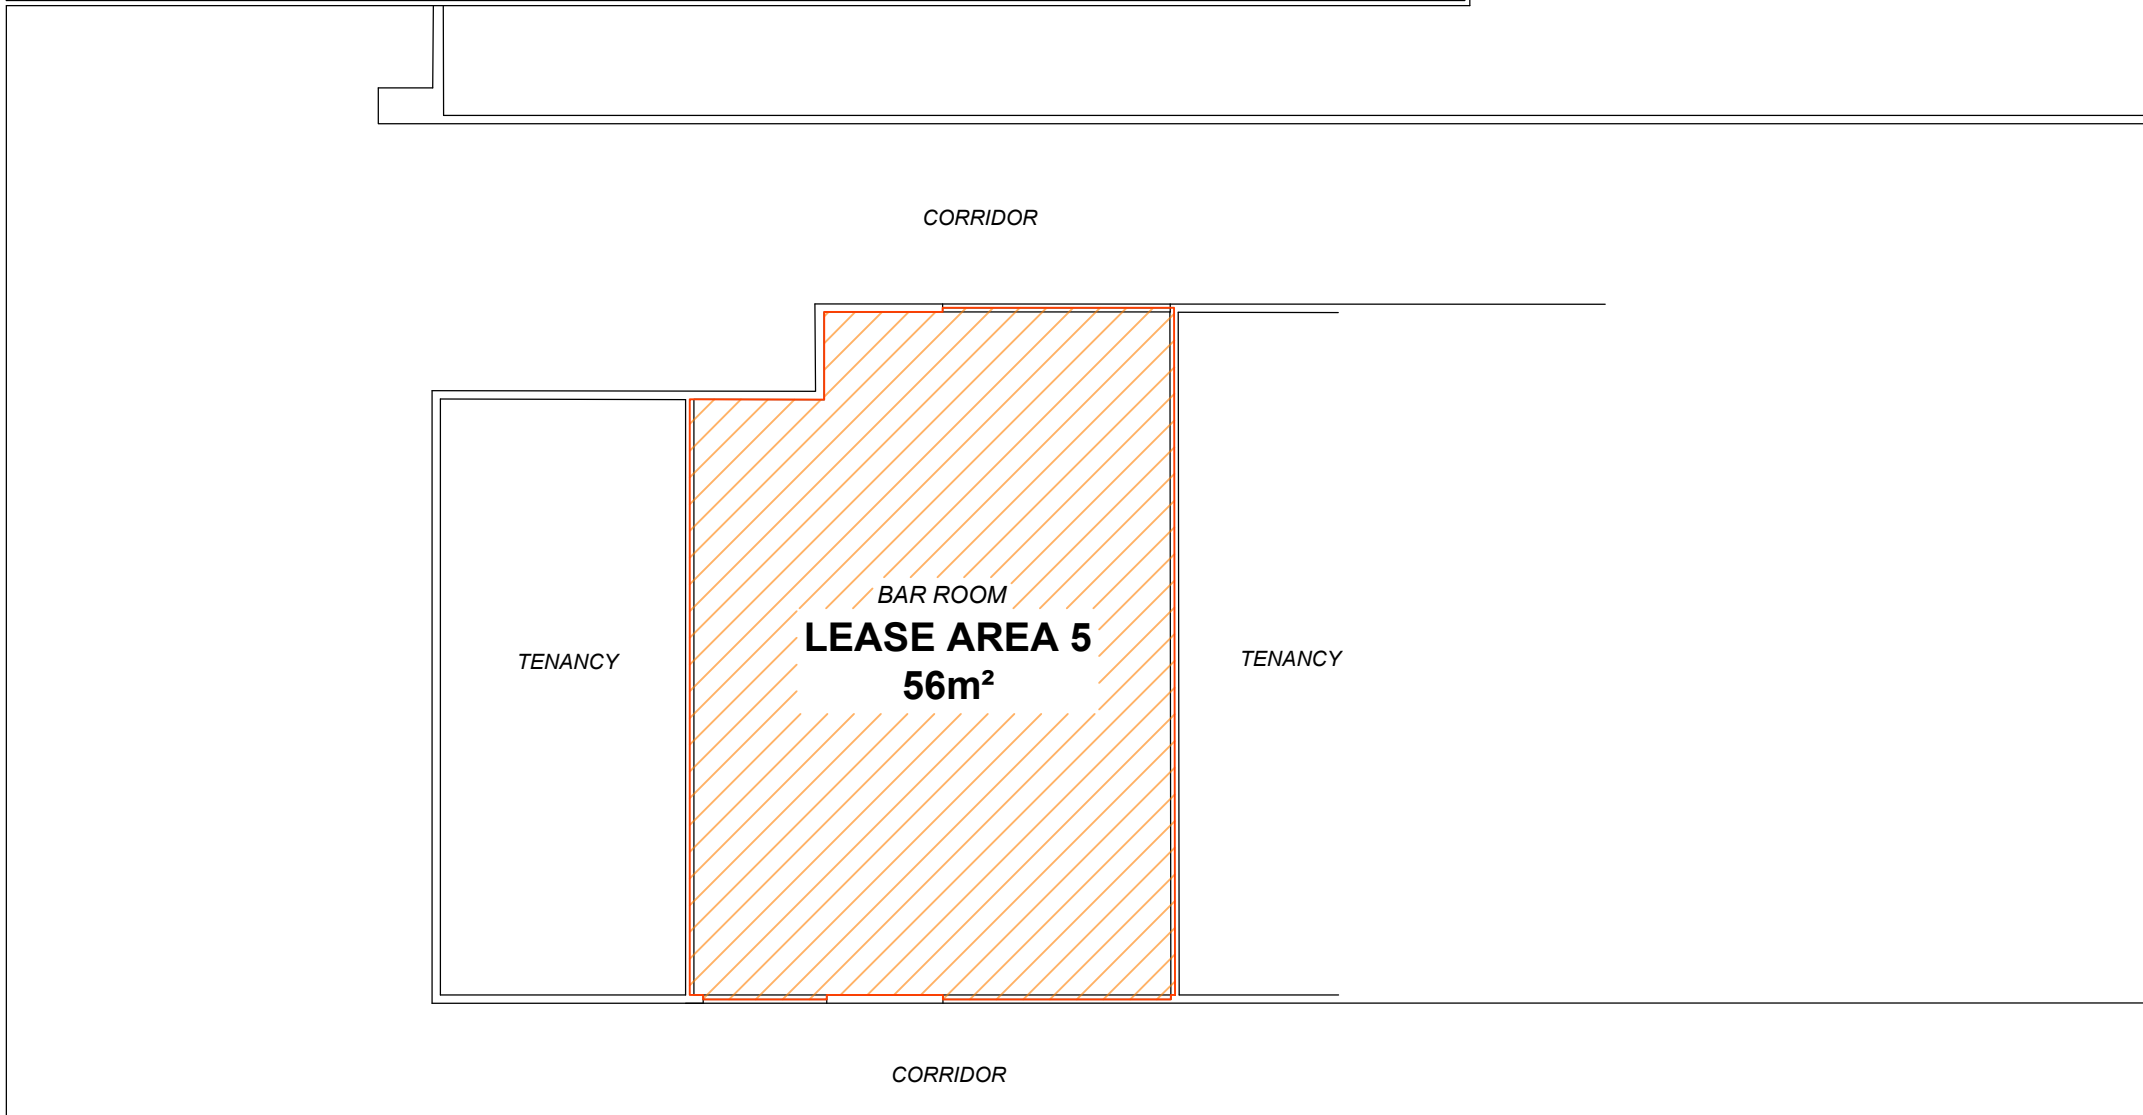 CORRIDOR
BAR ROOM
LEASE AREA 5
56m²
TENANCY
TENANCY
CORRIDOR